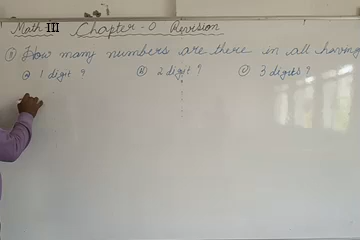 Math III Chapter-0 Revision
① How many numbers are there in all having
ⓐ 1 digit ? ⓑ 2 digit ? ⓒ 3 digits ?